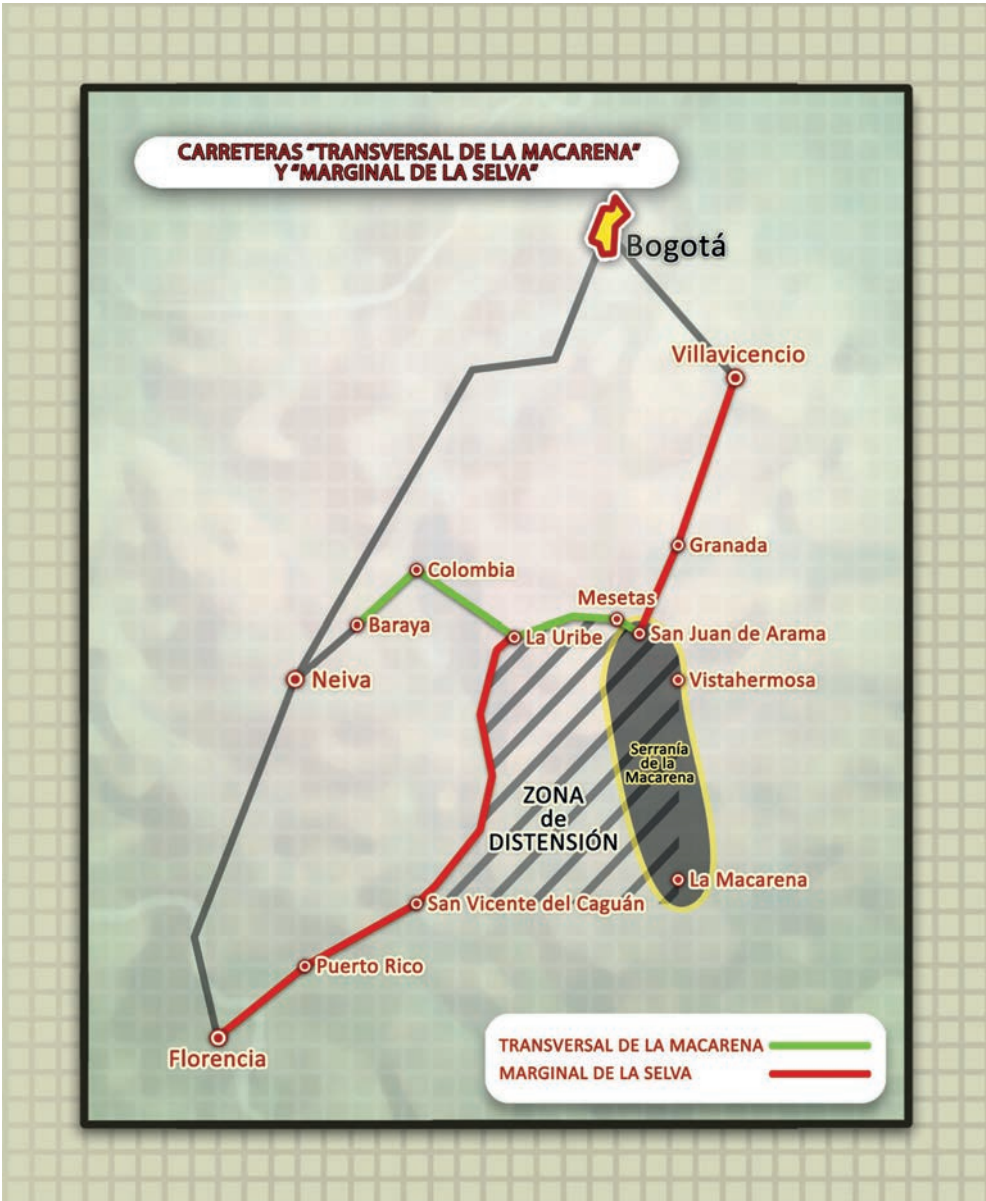 CARRETERAS "TRANSVERSAL DE LA MACARENA"
Y "MARGINAL DE LA SELVA"
Bogotá
Villavicencio
Granada
Colombia
Mesetas
Baraya
La Uribe
San Juan de Arama
Neiva
Vistahermosa
Serranía
de la
Macarena
ZONA
de
DISTENSIÓN
La Macarena
San Vicente del Caguán
Puerto Rico
Florencia
TRANSVERSAL DE LA MACARENA
MARGINAL DE LA SELVA